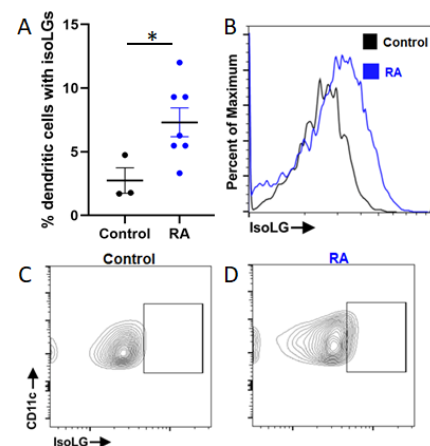 A
% dendritic cells with isoLGs
15
10
5
0
*
Control
RA
B
Percent of Maximum
Control
RA
IsoLG
Control
C
CD11c
IsoLG
RA
D